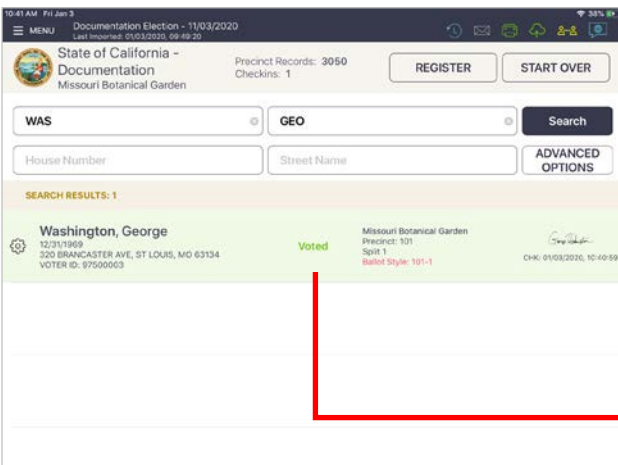 10:41 AM Fri Jan 3
38%
MENU
Documentation Election - 11/03/2020
Last Imported: 01/03/2020, 09:49:20
State of California -
Documentation
Missouri Botanical Garden
Precinct Records: 3050
Checkins: 1
REGISTER
START OVER
WAS
GEO
Search
House Number
Street Name
ADVANCED
OPTIONS
SEARCH RESULTS: 1
Washington, George
12/31/1969
320 BRANCASTER AVE, ST LOUIS, MO 63134
VOTER ID: 97500003
Voted
Missouri Botanical Garden
Precinct: 101
Split 1
Ballot Style: 101-1
CHK: 01/03/2020, 10:40:59